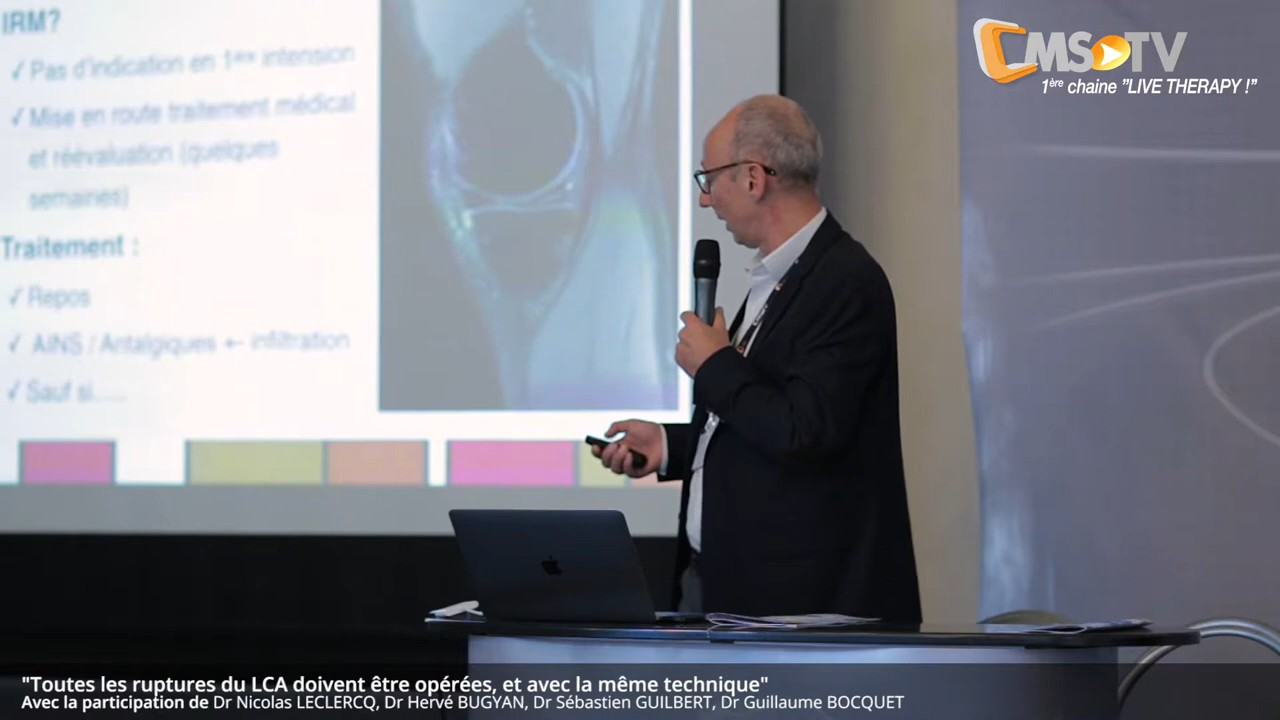 IRM?
✓ Pas d'indication en 1ère intension
✓ Mise en route traitement médical
et réévaluation (quelques
semaines)
Traitement :
✓ Repos
✓ AINS / Antalgiques +- infiltration
✓ Sauf si.....
CMS TV
1ère chaine "LIVE THERAPY !"
"Toutes les ruptures du LCA doivent être opérées, et avec la même technique"
Avec la participation de Dr Nicolas LECLERCQ, Dr Hervé BUGYAN, Dr Sébastien GUILBERT, Dr Guillaume BOCQUET